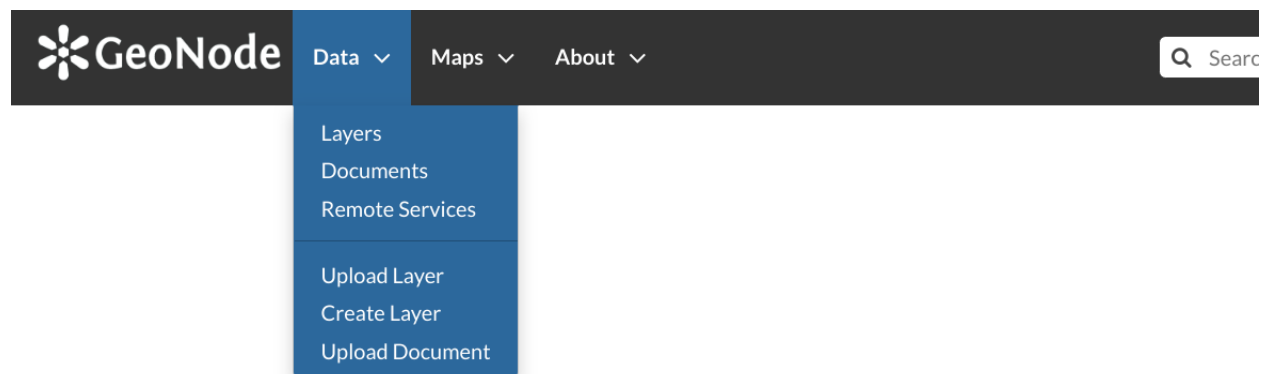 GeoNode Data Maps About
Layers
Documents
Remote Services
Upload Layer
Create Layer
Upload Document